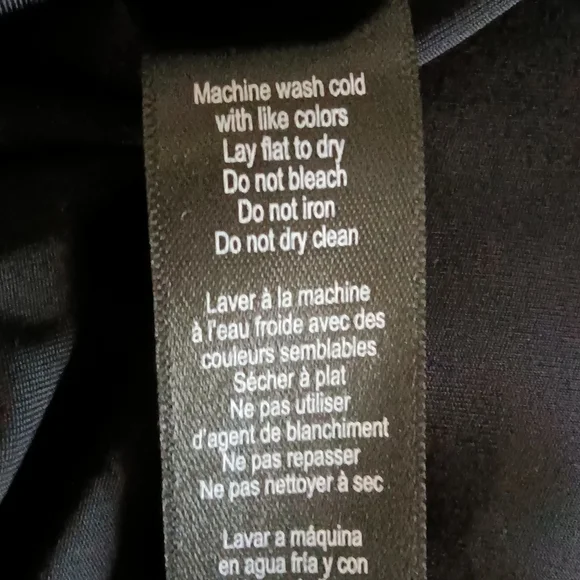 Machine wash cold
with like colors
Lay flat to dry
Do not bleach
Do not iron
Do not dry clean
Laver à la machine
à l'eau froide avec des
couleurs semblables
Sécher à plat
Ne pas utiliser
d'agent de blanchiment
Ne pas repasser
Ne pas nettoyer à sec
Lavar a máquina
en agua fría y con